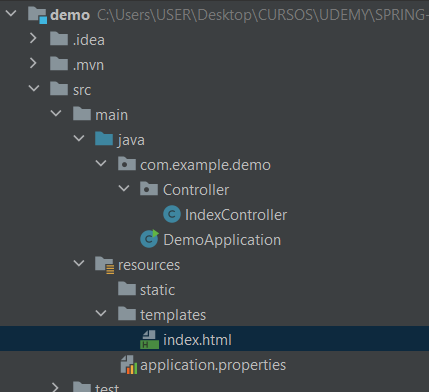 demo C:\Users\USER\Desktop\CURSOS\UDEMY\SPRING-
.idea
.mvn
src
main
java
com.example.demo
Controller
IndexController
DemoApplication
resources
static
templates
index.html
application.properties
test